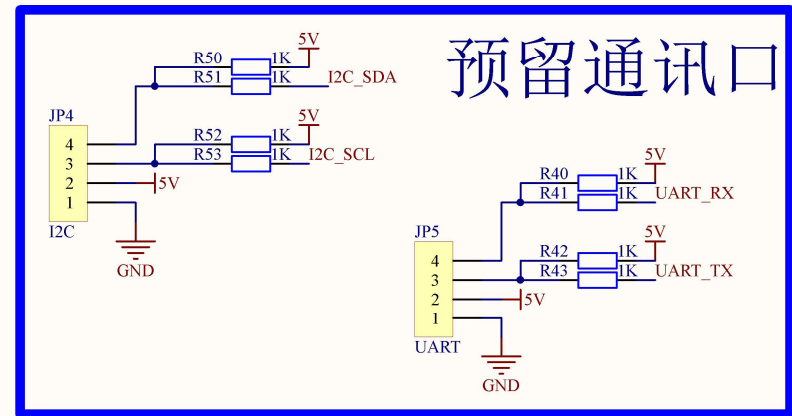 预留通讯口
5V
R50 1K
R51 1K I2C_SDA
JP4
5V
R52 1K
R53 1K I2C_SCL
4
3
2 5V
1
I2C
GND
5V
R40 1K
R41 1K UART_RX
JP5
5V
R42 1K
R43 1K UART_TX
4
3
2 5V
1
UART
GND